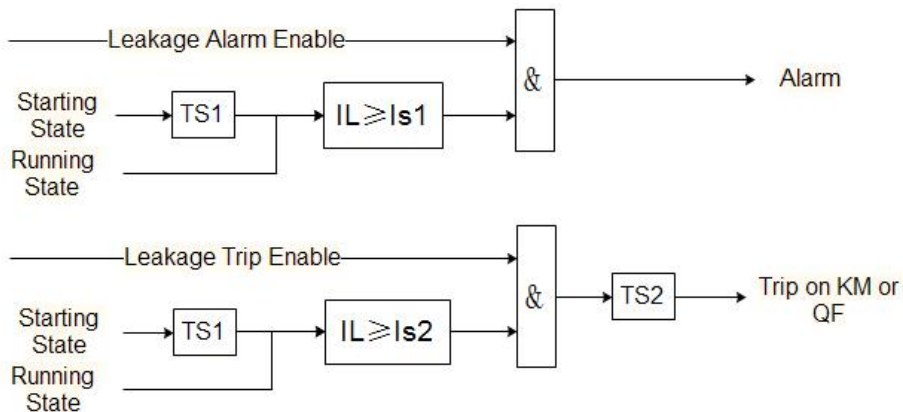 Leakage Alarm Enable
Starting
State
TS1
IL≥Is1
&
Alarm
Running
State
Leakage Trip Enable
Starting
State
TS1
IL≥Is2
&
TS2
Trip on KM or
QF
Running
State